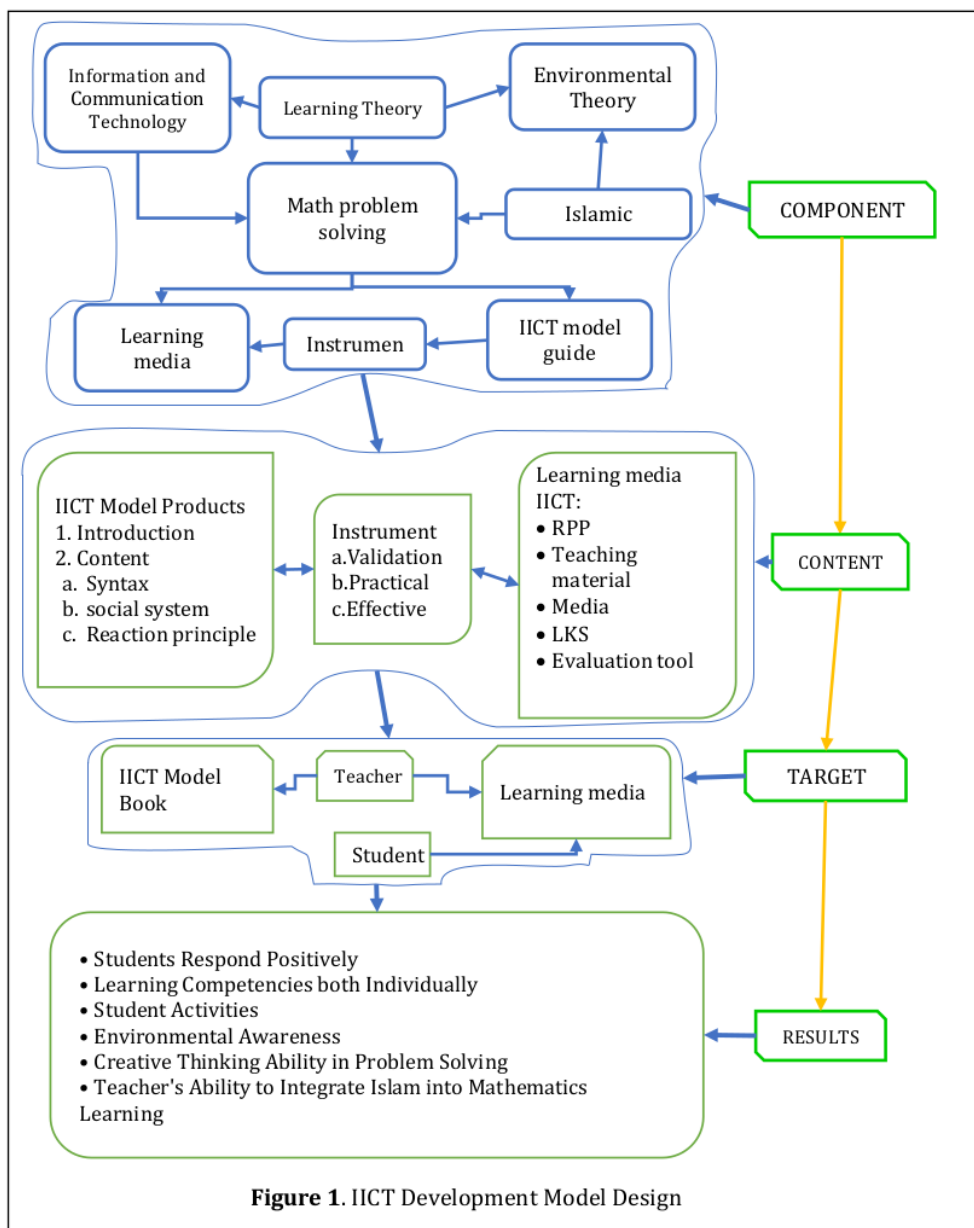 Information and
Communication
Technology
Learning Theory
Environmental
Theory
Math problem
solving
Islamic
COMPONENT
Learning
media
Instrumen
IICT model
guide
IICT Model Products
1. Introduction
2. Content
a. Syntax
b. social system
c. Reaction principle
Instrument
a.Validation
b.Practical
c.Effective
Learning media
IICT:
• RPP
• Teaching
material
• Media
• LKS
• Evaluation tool
CONTENT
IICT Model
Book
Teacher
Learning media
Student
TARGET
• Students Respond Positively
• Learning Competencies both Individually
• Student Activities
• Environmental Awareness
• Creative Thinking Ability in Problem Solving
• Teacher's Ability to Integrate Islam into Mathematics
Learning
RESULTS
Figure 1. IICT Development Model Design